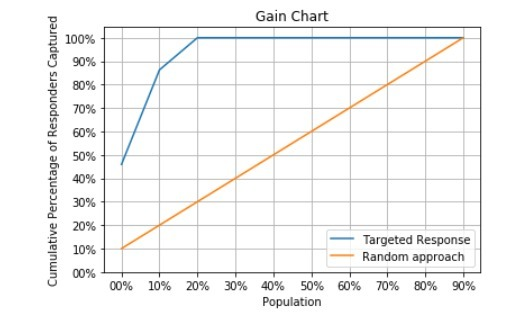 Gain Chart
Cumulative Percentage of Responders Captured
100%
90%
80%
70%
60%
50%
40%
30%
20%
10%
00%
Targeted Response
Random approach
00% 10% 20% 30% 40% 50% 60% 70% 80% 90%
Population